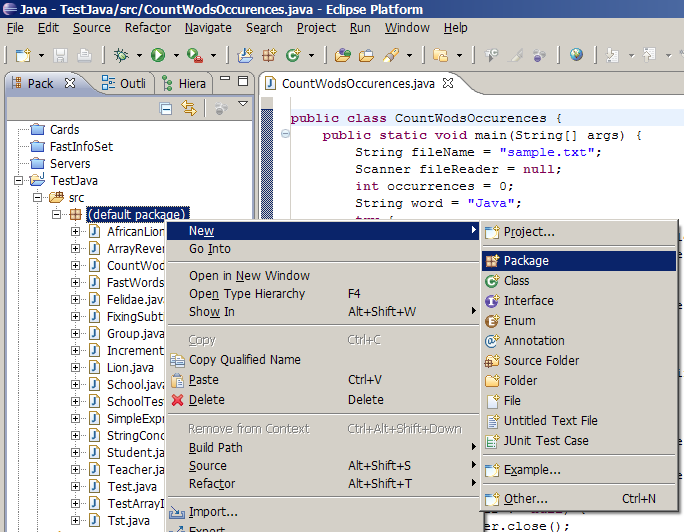 Java - TestJava/src/CountWodsOccurences.java - Eclipse Platform
File Edit Source Refactor Navigate Search Project Run Window Help
Pack Outli Hiera
CountWodsOccurences.java
Cards
FastInfoSet
Servers
TestJava
src
(default package)
AfricanLion
ArrayRever
CountWod
FastWords
Felidae.java
FixingSubt
Group.java
Increment
Lion.java
School.java
SchoolTes
SimpleExpr
StringConc
Student.java
Teacher.java
Test.java
TestArrayI
Tst.java
public class CountWodsOccurences {
public static void main(String[] args) {
String fileName = "sample.txt";
Scanner fileReader = null;
int occurrences = 0;
String word = "Java";
try {
New
Go Into
Open in New Window
Open Type Hierarchy F4
Show In Alt+Shift+W
Copy Ctrl+C
Copy Qualified Name
Paste Ctrl+V
Delete Delete
Remove from Context Ctrl+Alt+Shift+Down
Build Path
Source Alt+Shift+S
Refactor Alt+Shift+T
Import...
Export
Project...
Package
Class
Interface
Enum
Annotation
Source Folder
Folder
File
Untitled Text File
JUnit Test Case
Example...
Other... Ctrl+N
er.close();